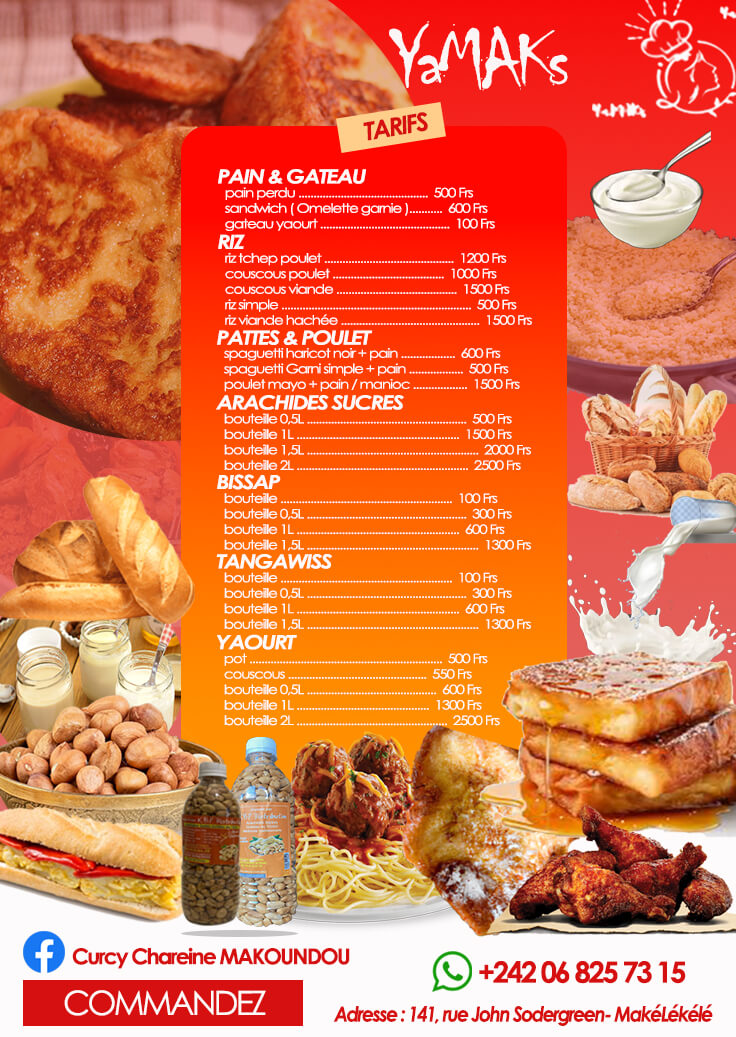 YaMAKs
TARIFS
PAIN & GATEAU
pain perdu ........................................... 500 Frs
sandwich ( Omelette garnie )........... 600 Frs
gateau yaourt ........................................... 100 Frs
RIZ
riz tchep poulet ........................................... 1200 Frs
couscous poulet ..................................... 1000 Frs
couscous viande ........................................ 1500 Frs
riz simple ............................................................... 500 Frs
riz viande hachée .............................................. 1500 Frs
PATTES & POULET
spaguetti haricot noir + pain .................. 600 Frs
spaguetti Garni simple + pain .................. 500 Frs
poulet mayo + pain / manioc .................. 1500 Frs
ARACHIDES SUCRES
bouteille 0,5L ...................................................... 500 Frs
bouteille 1L ...................................................... 1500 Frs
bouteille 1,5L .......................................................... 2000 Frs
bouteille 2L .......................................................... 2500 Frs
BISSAP
bouteille ......................................................... 100 Frs
bouteille 0,5L ...................................................... 300 Frs
bouteille 1L ...................................................... 600 Frs
bouteille 1,5L .......................................................... 1300 Frs
TANGAWISS
bouteille ......................................................... 100 Frs
bouteille 0,5L ...................................................... 300 Frs
bouteille 1L ...................................................... 600 Frs
bouteille 1,5L .......................................................... 1300 Frs
YAOURT
pot ................................................................ 500 Frs
couscous .............................................. 550 Frs
bouteille 0,5L ........................................... 600 Frs
bouteille 1L ............................................. 1300 Frs
bouteille 2L .................................................. 2500 Frs
Curcy Chareine MAKOUNDOU
+242 06 825 73 15
COMMANDEZ
Adresse : 141, rue John Sodergreen- MakéLékélé